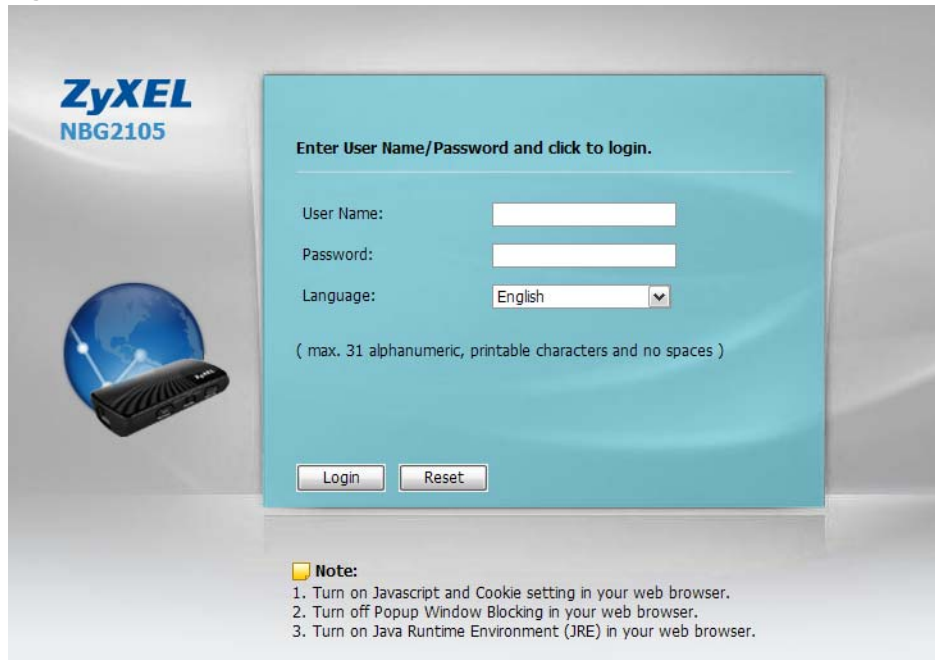 ZyXEL
NBG2105
Enter User Name/Password and click to login.
User Name:
Password:
Language: English
( max. 31 alphanumeric, printable characters and no spaces )
ZyXEL
Login Reset
Note:
1. Turn on Javascript and Cookie setting in your web browser.
2. Turn off Popup Window Blocking in your web browser.
3. Turn on Java Runtime Environment (JRE) in your web browser.